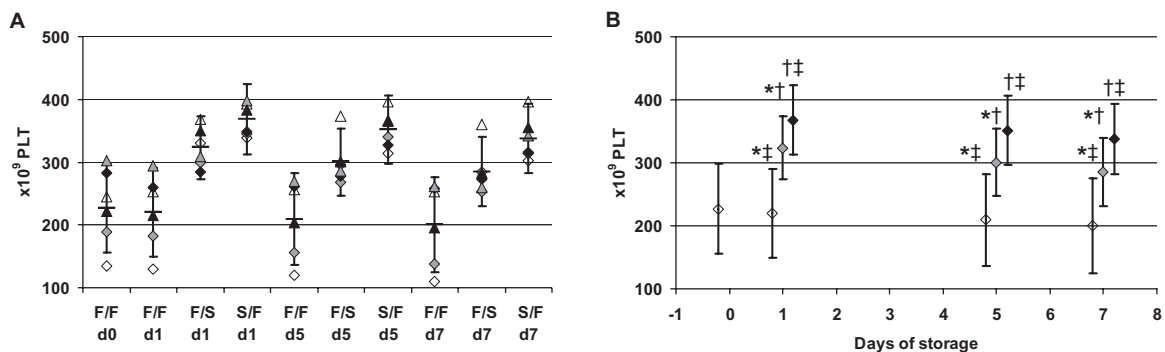 A
500
400
300
200
100
x10⁹ PLT
F/F F/F F/S S/F F/F F/S S/F F/F F/S S/F
d0 d1 d1 d1 d5 d5 d5 d7 d7 d7
B
500
400
300
200
100
x10⁹ PLT
†‡ †‡ †‡
*† *† *†
*‡ *‡ *‡
-1 0 1 2 3 4 5 6 7 8
Days of storage